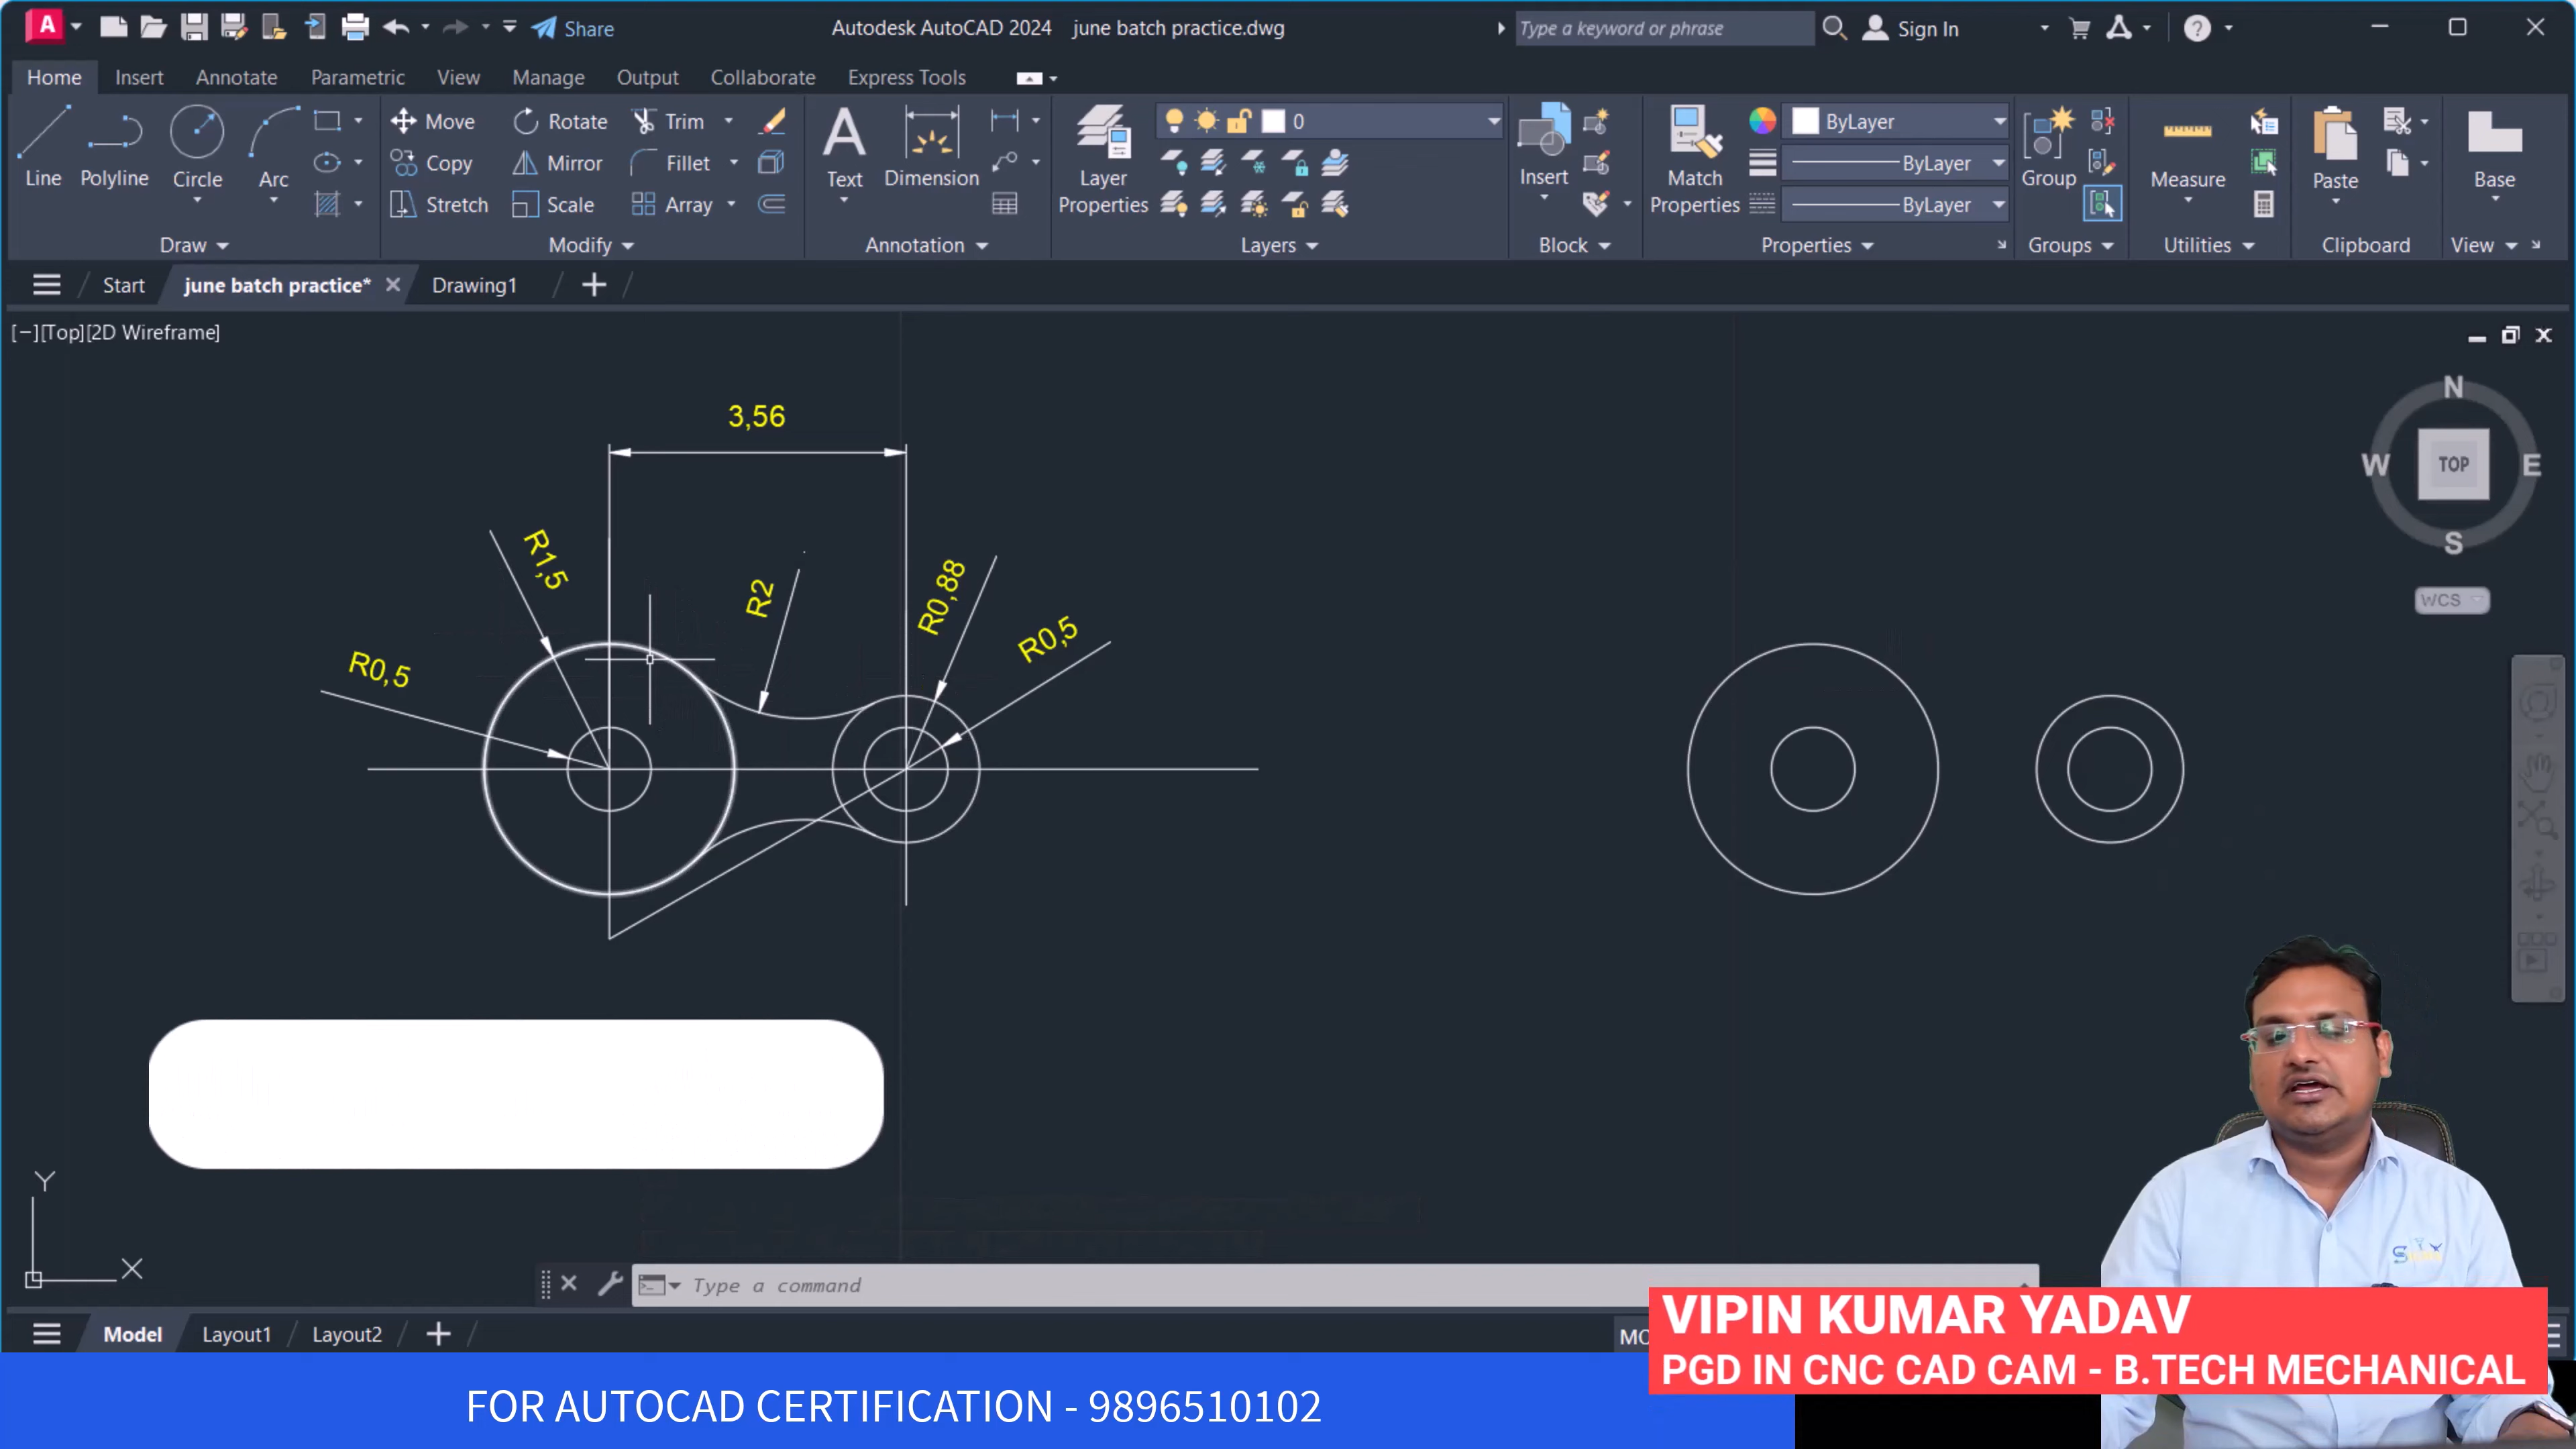 A
Share
Autodesk AutoCAD 2024 june batch practice.dwg
Type a keyword or phrase
Sign In
Home Insert Annotate Parametric View Manage Output Collaborate Express Tools
Line Polyline Circle Arc
Move Rotate Trim
Copy Mirror Fillet
Stretch Scale Array
Text Dimension
Layer Properties
0
Insert
Match Properties
ByLayer
ByLayer
ByLayer
Group
Measure
Paste
Base
Draw Modify Annotation Layers Block Properties Groups Utilities Clipboard View
Start june batch practice* Drawing1
[−][Top][2D Wireframe]
N
W TOP E
S
WCS
3,56
R1,5
R2
R0,88
R0,5
R0,5
Y
X
Type a command
Model Layout1 Layout2
MO
VIPIN KUMAR YADAV
PGD IN CNC CAD CAM - B.TECH MECHANICAL
FOR AUTOCAD CERTIFICATION - 9896510102